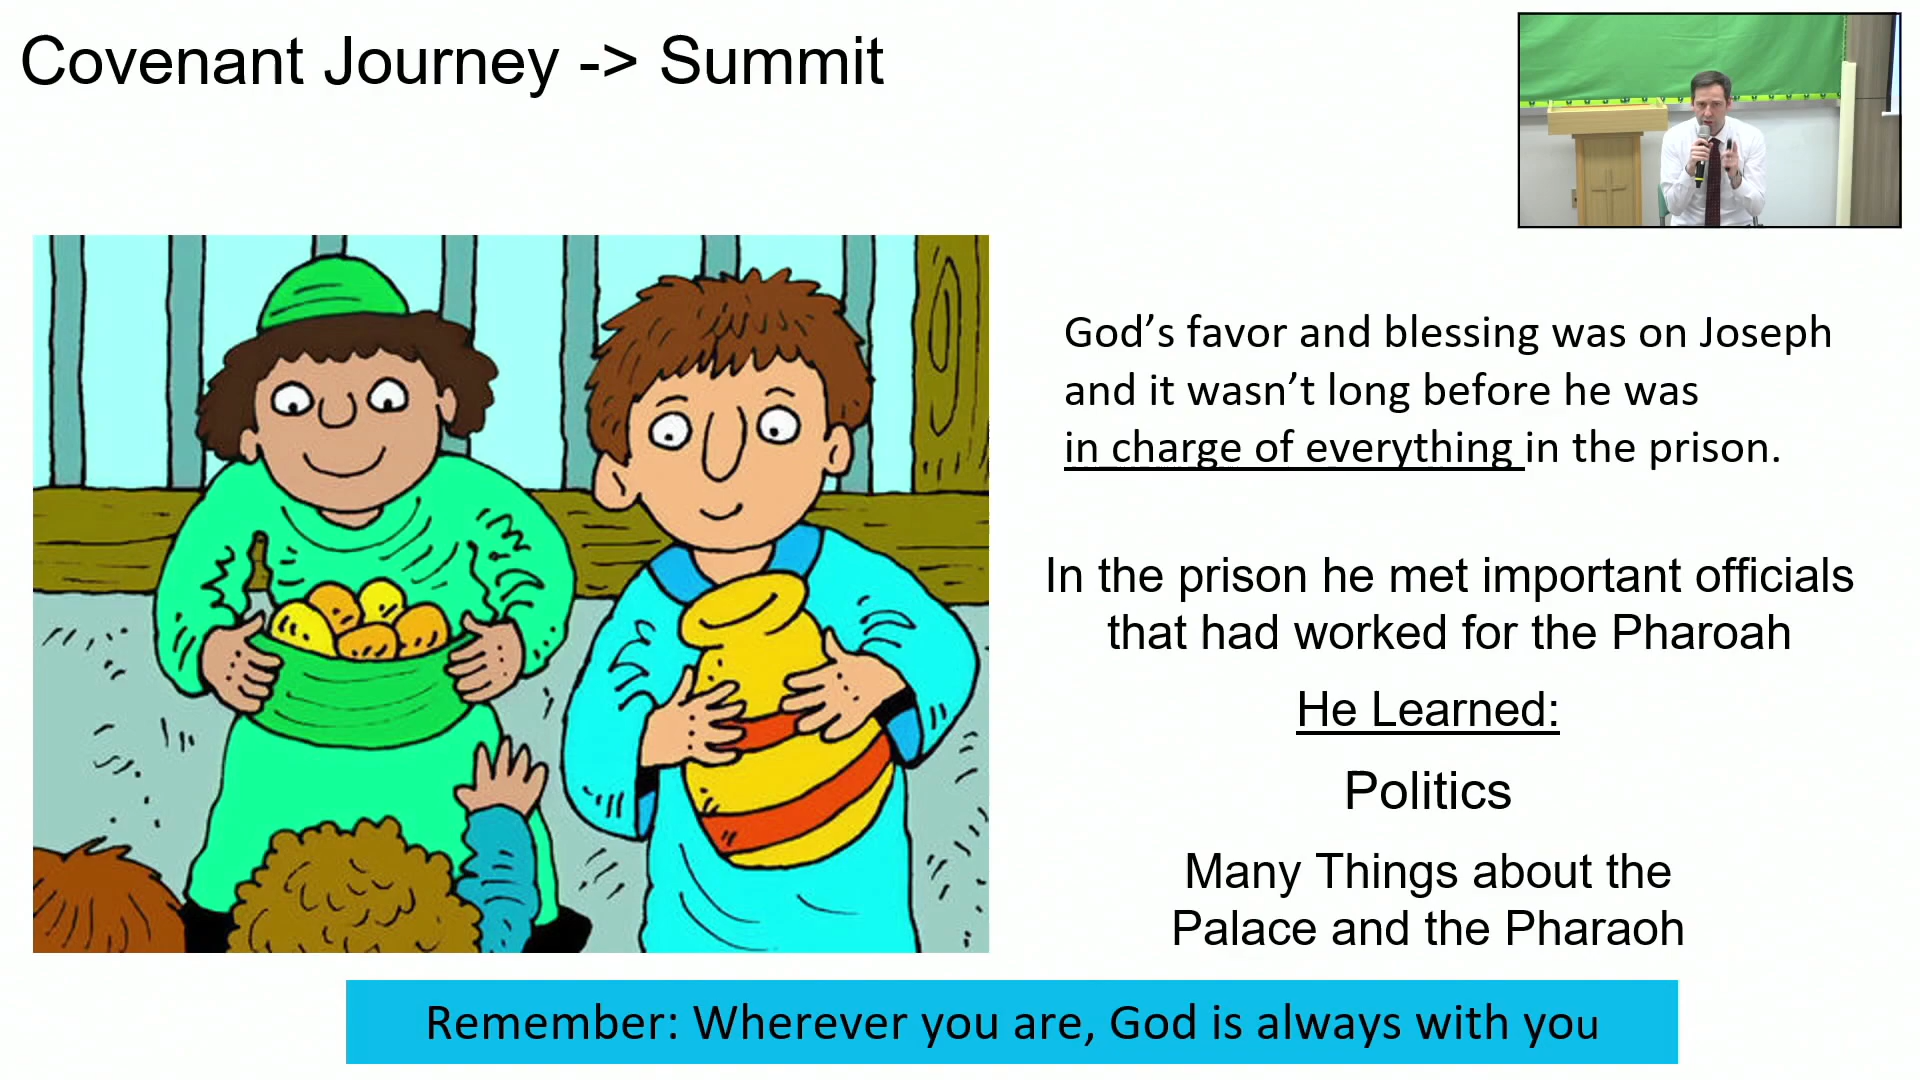 Covenant Journey -> Summit
God’s favor and blessing was on Joseph
and it wasn’t long before he was
in charge of everything in the prison.
In the prison he met important officials
that had worked for the Pharoah
He Learned:
Politics
Many Things about the
Palace and the Pharaoh
Remember: Wherever you are, God is always with you